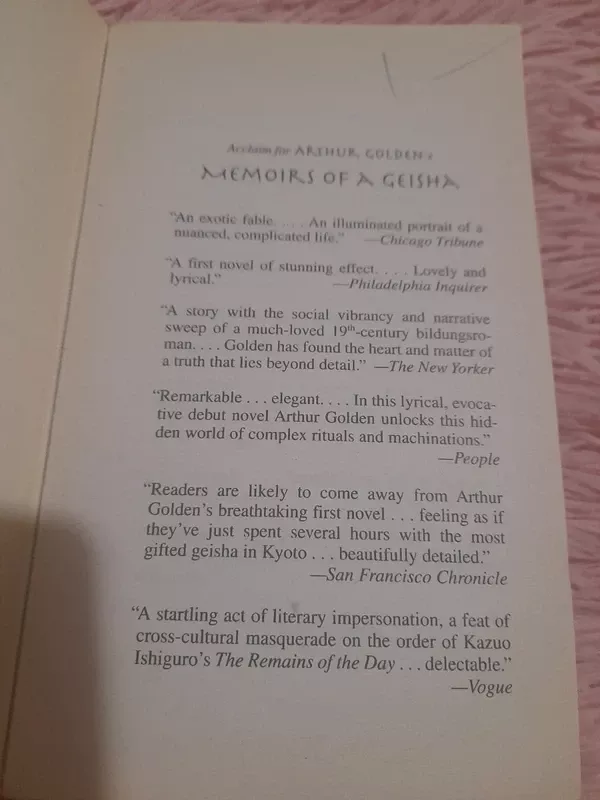 Acclaim for ARTHUR GOLDEN's
MEMOIRS OF A GEISHA
"An exotic fable. . . . An illuminated portrait of a
nuanced, complicated life." —Chicago Tribune
"A first novel of stunning effect. . . . Lovely and
lyrical." —Philadelphia Inquirer
"A story with the social vibrancy and narrative
sweep of a much-loved 19th-century bildungsro-
man. . . . Golden has found the heart and matter of
a truth that lies beyond detail." —The New Yorker
"Remarkable . . . elegant. . . . In this lyrical, evoca-
tive debut novel Arthur Golden unlocks this hid-
den world of complex rituals and machinations."
—People
"Readers are likely to come away from Arthur
Golden's breathtaking first novel . . . feeling as if
they've just spent several hours with the most
gifted geisha in Kyoto . . . beautifully detailed."
—San Francisco Chronicle
"A startling act of literary impersonation, a feat of
cross-cultural masquerade on the order of Kazuo
Ishiguro's The Remains of the Day . . . delectable."
—Vogue